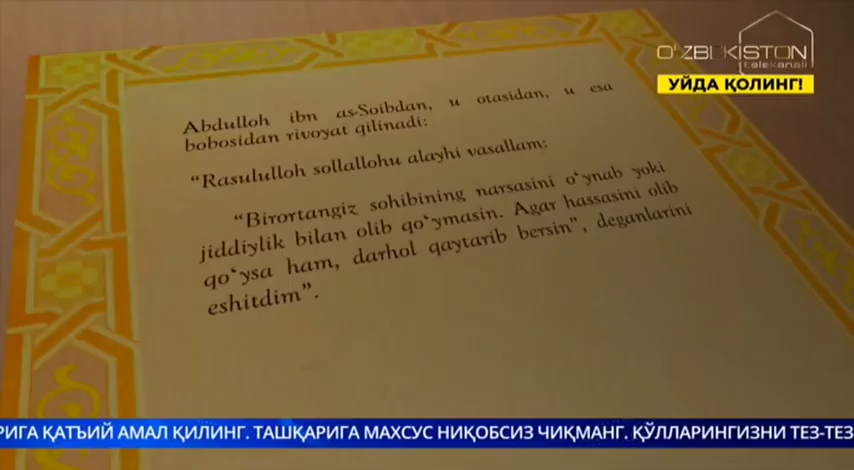 O'ZBEKISTON
telekanali
УЙДА ҚОЛИНГ!
Abdulloh ibn as-Soibdan, u otasidan, u esa
bobosidan rivoyat qilinadi:
“Rasululloh sollallohu alayhi vasallam:
“Birortangiz sohibining narsasini o‘ynab yoki
jiddiylik bilan olib qo‘ymasin. Agar hassasini olib
qo‘ysa ham, darhol qaytarib bersin”, deganlarini
eshitdim”.
РИГА ҚАТЪИЙ АМАЛ ҚИЛИНГ. ТАШҚАРИГА МАХСУС НИҚОБСИЗ ЧИҚМАНГ. ҚЎЛЛАРИНГИЗНИ ТЕЗ-ТЕЗ